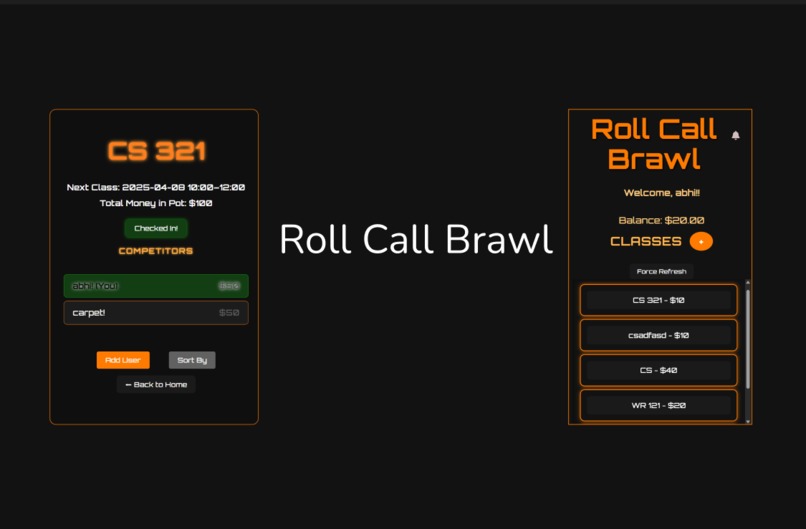 CS 321
Next Class: 2025-04-08 10:00–12:00
Total Money in Pot: $100
Checked In!
COMPETITORS
abhi! (You)
carpet!
$50
Add User
Sort By
← Back to Home
Roll Call Brawl
Roll Call
Brawl
Welcome, abhi!!
Balance: $20.00
CLASSES
+
Force Refresh
CS 321 - $10
csadfasd - $10
CS - $40
WR 121 - $20